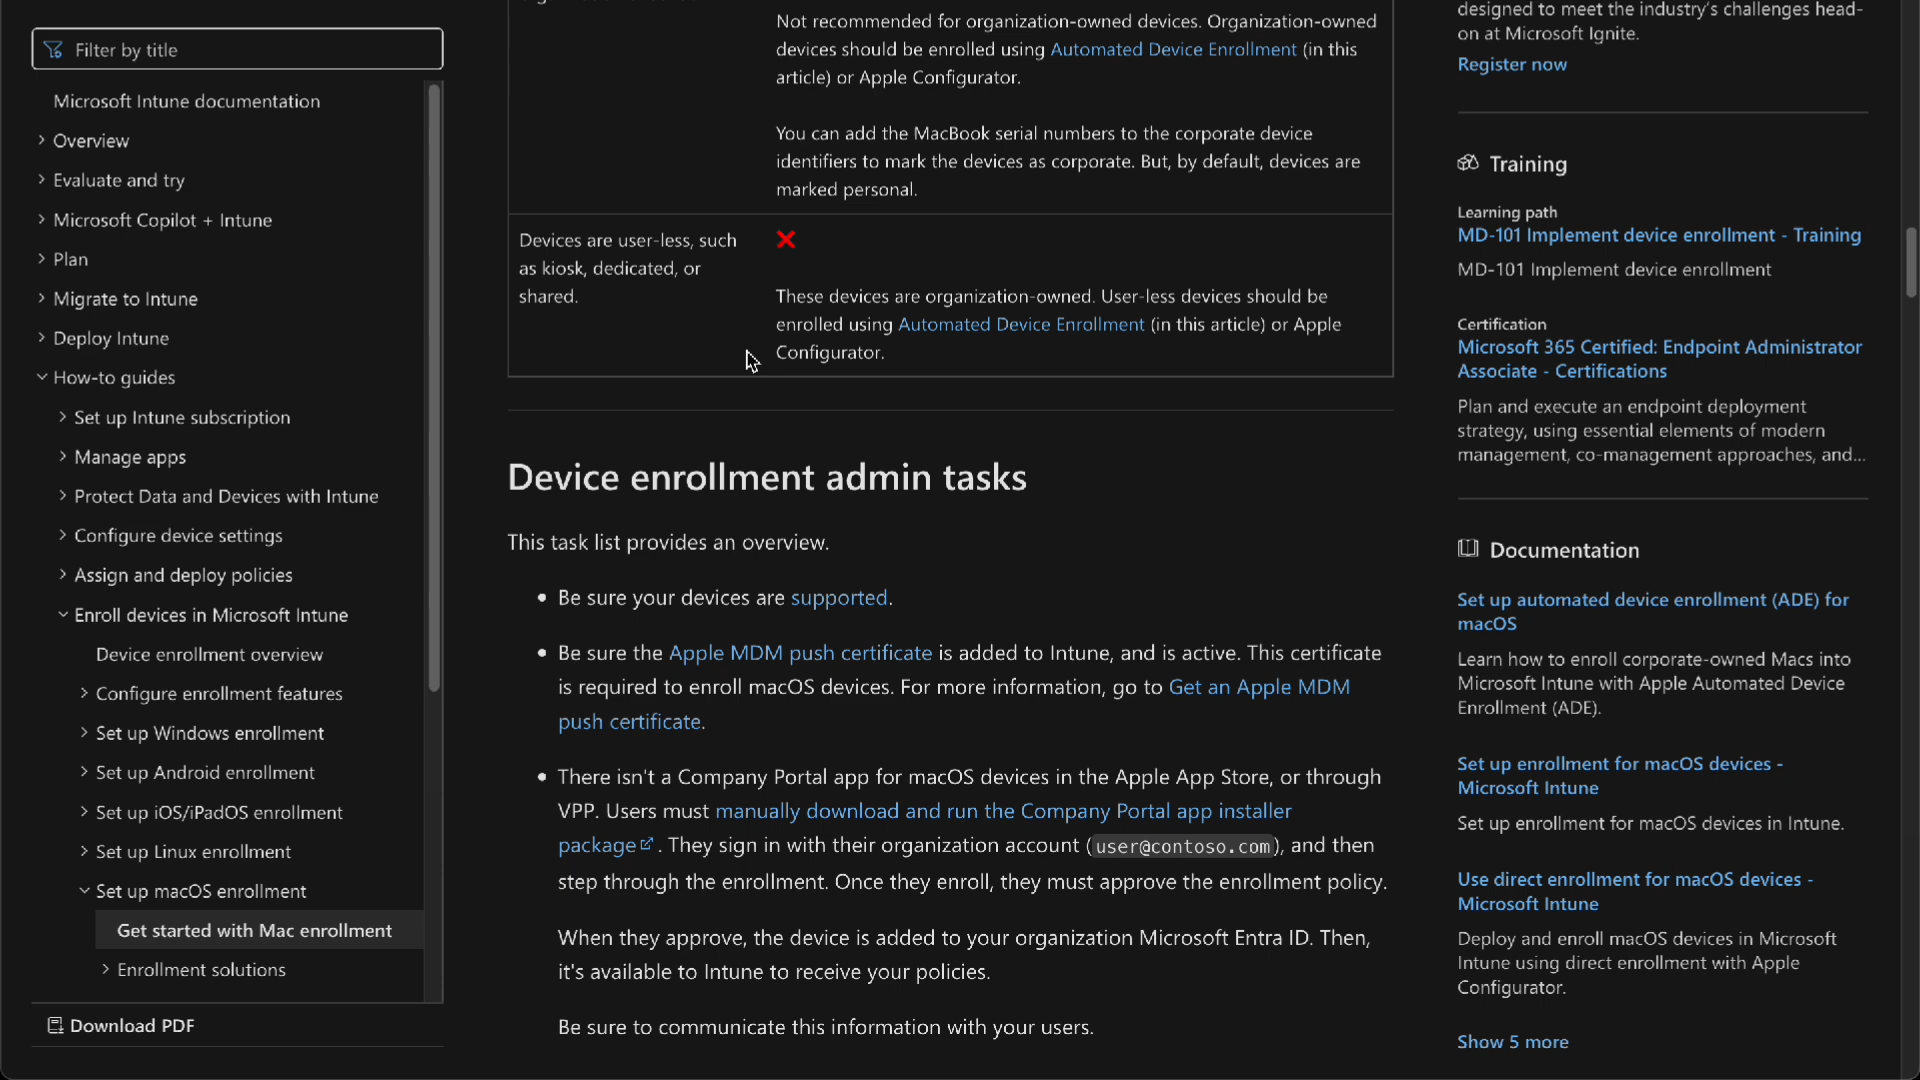 Filter by title
Microsoft Intune documentation
Overview
Evaluate and try
Microsoft Copilot + Intune
Plan
Migrate to Intune
Deploy Intune
How-to guides
Set up Intune subscription
Manage apps
Protect Data and Devices with Intune
Configure device settings
Assign and deploy policies
Enroll devices in Microsoft Intune
Device enrollment overview
Configure enrollment features
Set up Windows enrollment
Set up Android enrollment
Set up iOS/iPadOS enrollment
Set up Linux enrollment
Set up macOS enrollment
Get started with Mac enrollment
Enrollment solutions
Download PDF
Not recommended for organization-owned devices. Organization-owned
devices should be enrolled using Automated Device Enrollment (in this
article) or Apple Configurator.
You can add the MacBook serial numbers to the corporate device
identifiers to mark the devices as corporate. But, by default, devices are
marked personal.
Devices are user-less, such
as kiosk, dedicated, or
shared.
❌
These devices are organization-owned. User-less devices should be
enrolled using Automated Device Enrollment (in this article) or Apple
Configurator.
Device enrollment admin tasks
This task list provides an overview.
• Be sure your devices are supported.
• Be sure the Apple MDM push certificate is added to Intune, and is active. This certificate
is required to enroll macOS devices. For more information, go to Get an Apple MDM
push certificate.
• There isn't a Company Portal app for macOS devices in the Apple App Store, or through
VPP. Users must manually download and run the Company Portal app installer
package. They sign in with their organization account (user@contoso.com), and then
step through the enrollment. Once they enroll, they must approve the enrollment policy.
When they approve, the device is added to your organization Microsoft Entra ID. Then,
it's available to Intune to receive your policies.
Be sure to communicate this information with your users.
designed to meet the industry's challenges head-
on at Microsoft Ignite.
Register now
Training
Learning path
MD-101 Implement device enrollment - Training
MD-101 Implement device enrollment
Certification
Microsoft 365 Certified: Endpoint Administrator
Associate - Certifications
Plan and execute an endpoint deployment
strategy, using essential elements of modern
management, co-management approaches, and...
Documentation
Set up automated device enrollment (ADE) for
macOS
Learn how to enroll corporate-owned Macs into
Microsoft Intune with Apple Automated Device
Enrollment (ADE).
Set up enrollment for macOS devices -
Microsoft Intune
Set up enrollment for macOS devices in Intune.
Use direct enrollment for macOS devices -
Microsoft Intune
Deploy and enroll macOS devices in Microsoft
Intune using direct enrollment with Apple
Configurator.
Show 5 more